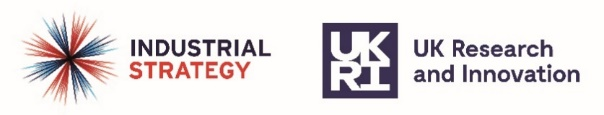 INDUSTRIAL
STRATEGY
UK
RI
UK Research
and Innovation